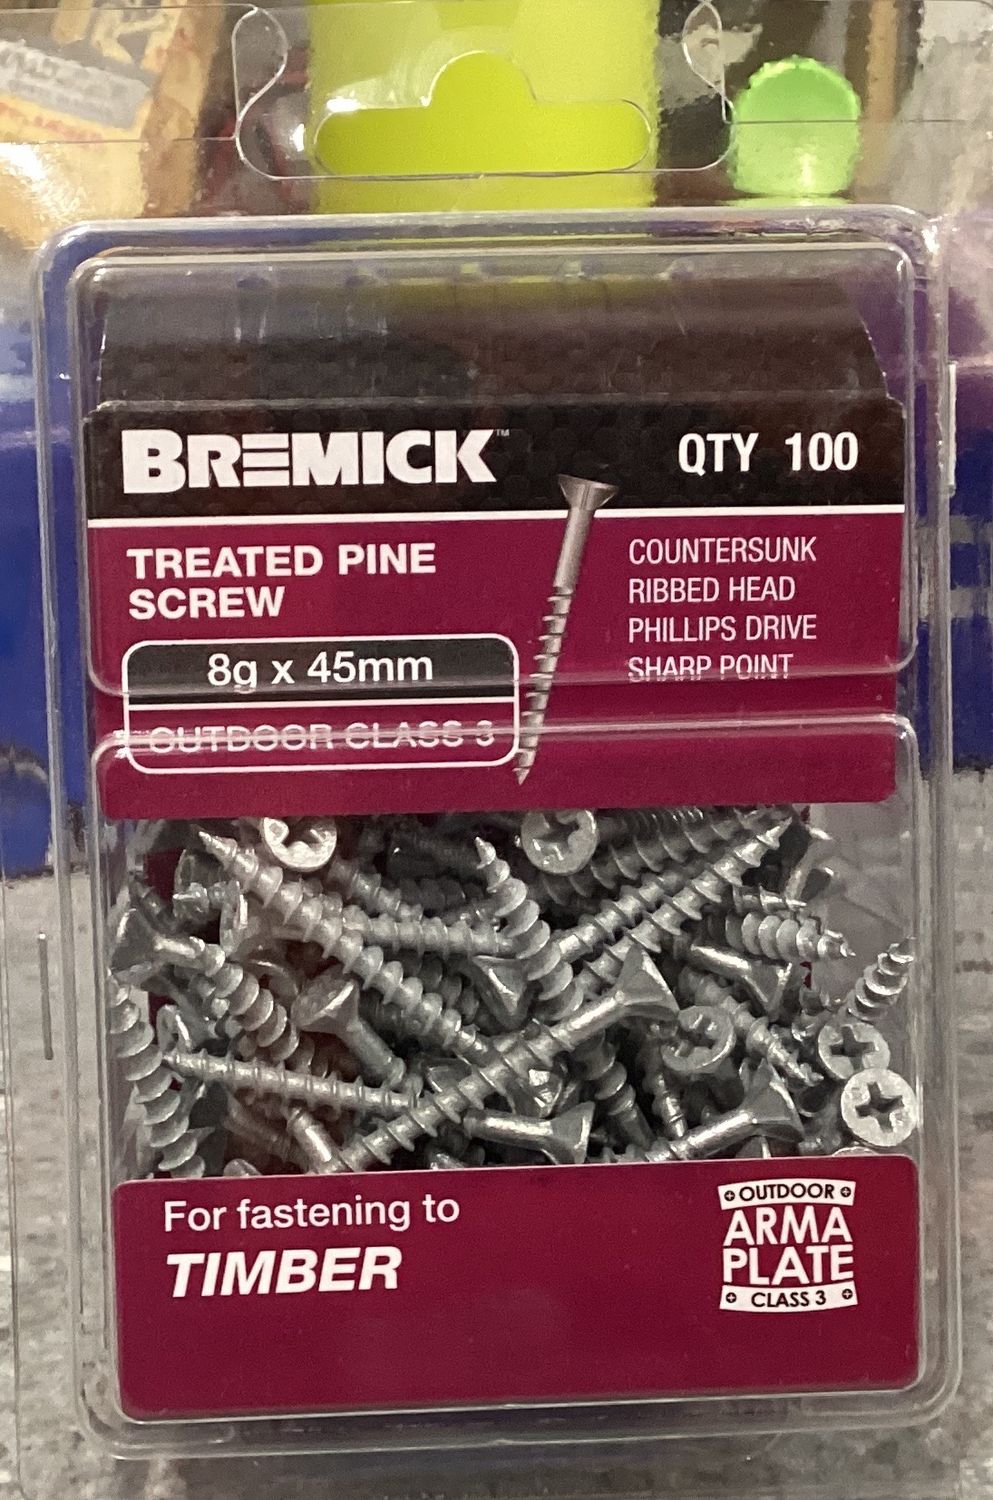 BREMICK™
QTY 100
TREATED PINE
SCREW
8g x 45mm
OUTDOOR CLASS 3
COUNTERSUNK
RIBBED HEAD
PHILLIPS DRIVE
SHARP POINT
For fastening to
TIMBER
OUTDOOR
ARMA
PLATE
CLASS 3